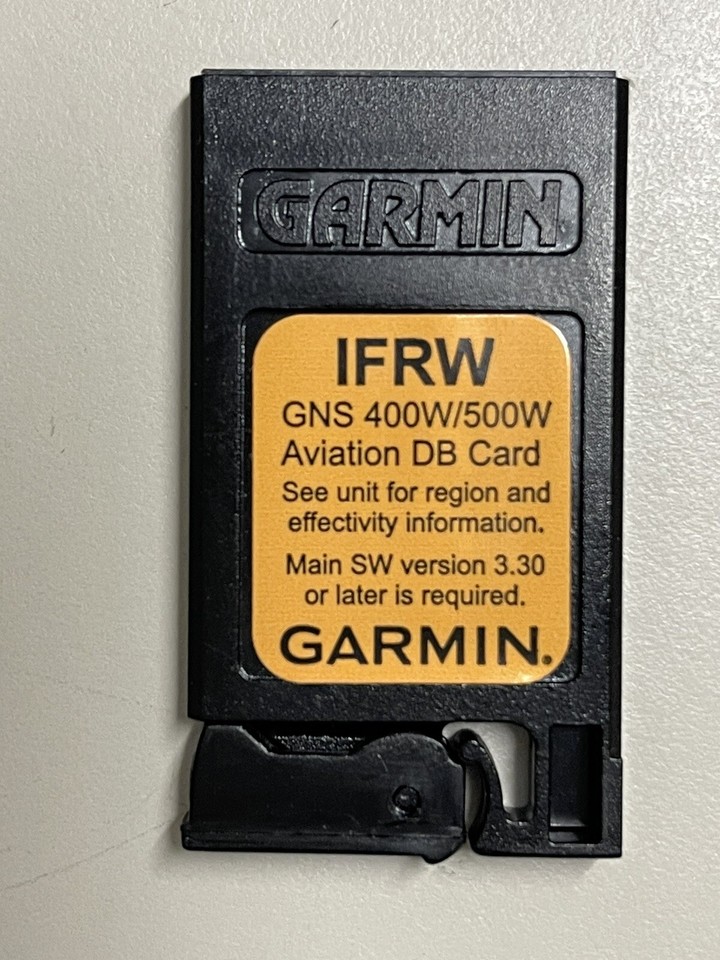 GARMIN
IFRW
GNS 400W/500W
Aviation DB Card
See unit for region and
effectivity information.
Main SW version 3.30
or later is required.
GARMIN®